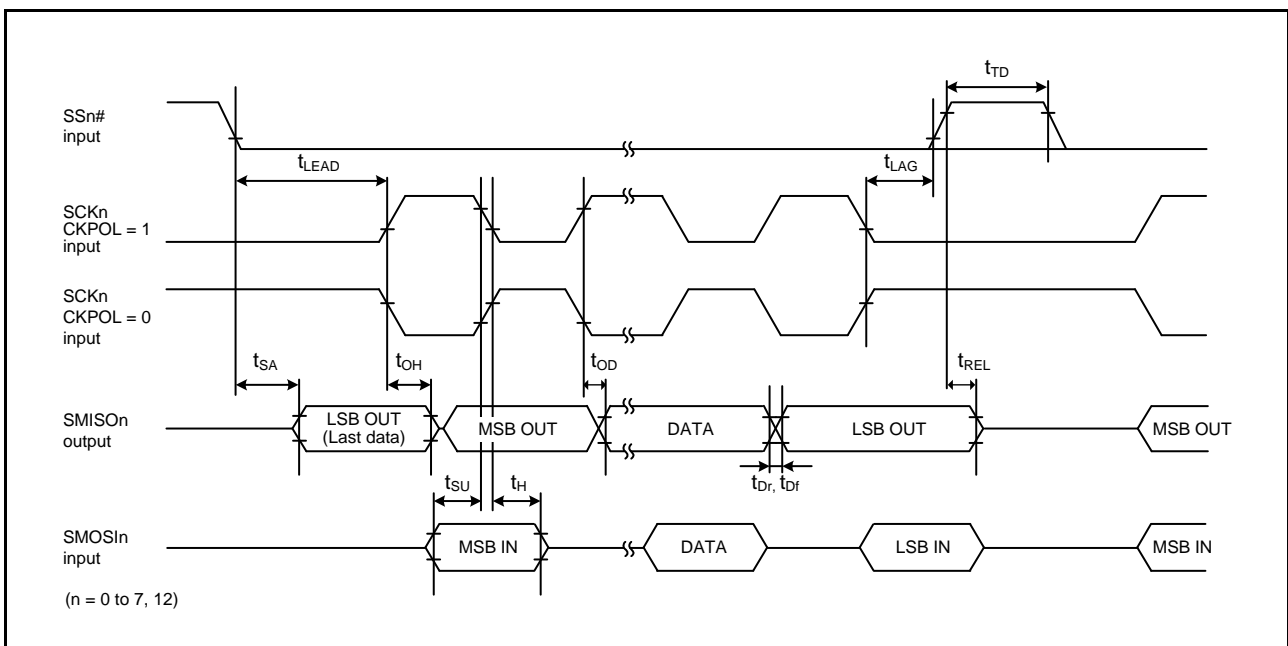 tTD
SSn#
input
tLEAD
tLAG
SCKn
CKPOL = 1
input
SCKn
CKPOL = 0
input
tSA
tOH
tOD
tREL
SMISOn
output
LSB OUT
(Last data)
MSB OUT
DATA
LSB OUT
MSB OUT
tSU
tH
tDr, tDf
SMOSIn
input
MSB IN
DATA
LSB IN
MSB IN
(n = 0 to 7, 12)